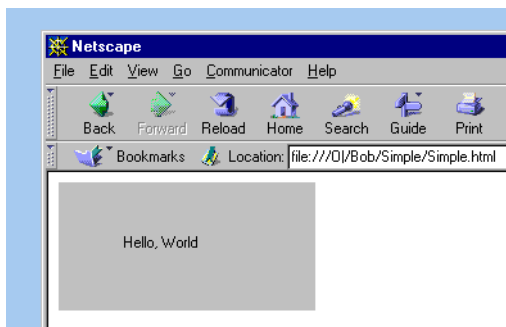 Netscape
File Edit View Go Communicator Help
Back Forward Reload Home Search Guide Print
Bookmarks Location: file:///O|/Bob/Simple/Simple.html
Hello, World